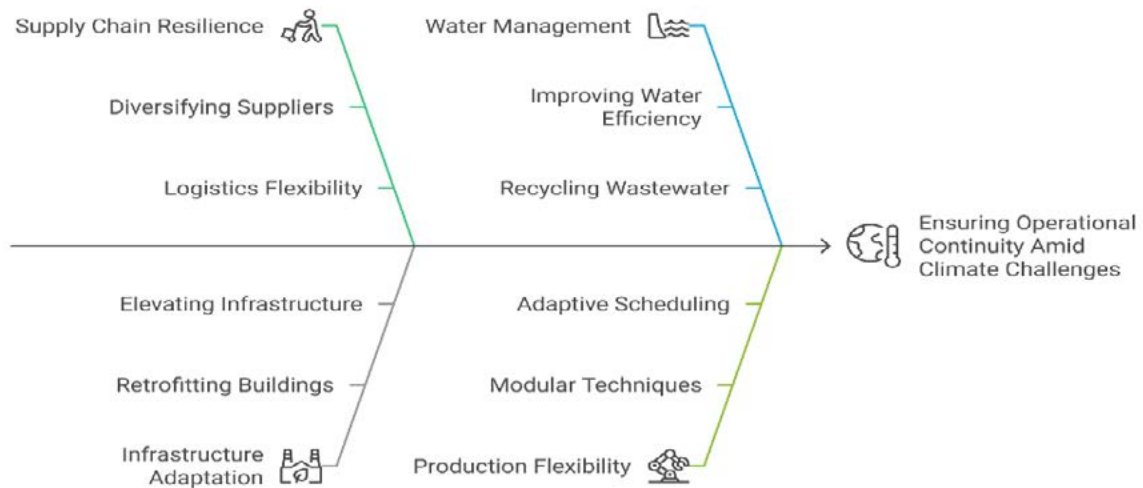 Supply Chain Resilience
Diversifying Suppliers
Logistics Flexibility
Water Management
Improving Water
Efficiency
Recycling Wastewater
Ensuring Operational
Continuity Amid
Climate Challenges
Elevating Infrastructure
Retrofitting Buildings
Infrastructure
Adaptation
Adaptive Scheduling
Modular Techniques
Production Flexibility